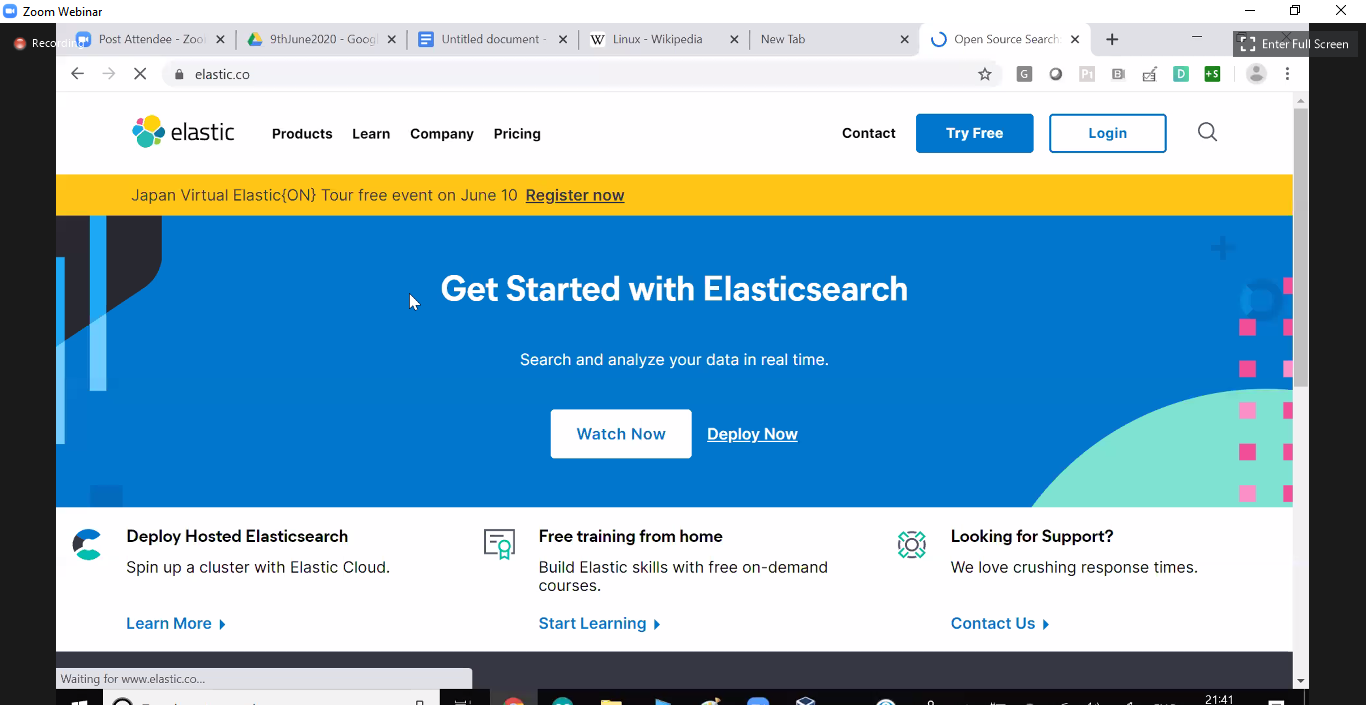 Zoom Webinar
Recording
Post Attendee - Zoo
9thJune2020 - Googl
Untitled document -
W Linux - Wikipedia
New Tab
Open Source Search
Enter Full Screen
elastic.co
elastic
Products Learn Company Pricing
Contact Try Free Login
Japan Virtual Elastic{ON} Tour free event on June 10 Register now
Get Started with Elasticsearch
Search and analyze your data in real time.
Watch Now Deploy Now
Deploy Hosted Elasticsearch
Spin up a cluster with Elastic Cloud.
Learn More
Free training from home
Build Elastic skills with free on-demand
courses.
Start Learning
Looking for Support?
We love crushing response times.
Contact Us
Waiting for www.elastic.co...
21:41